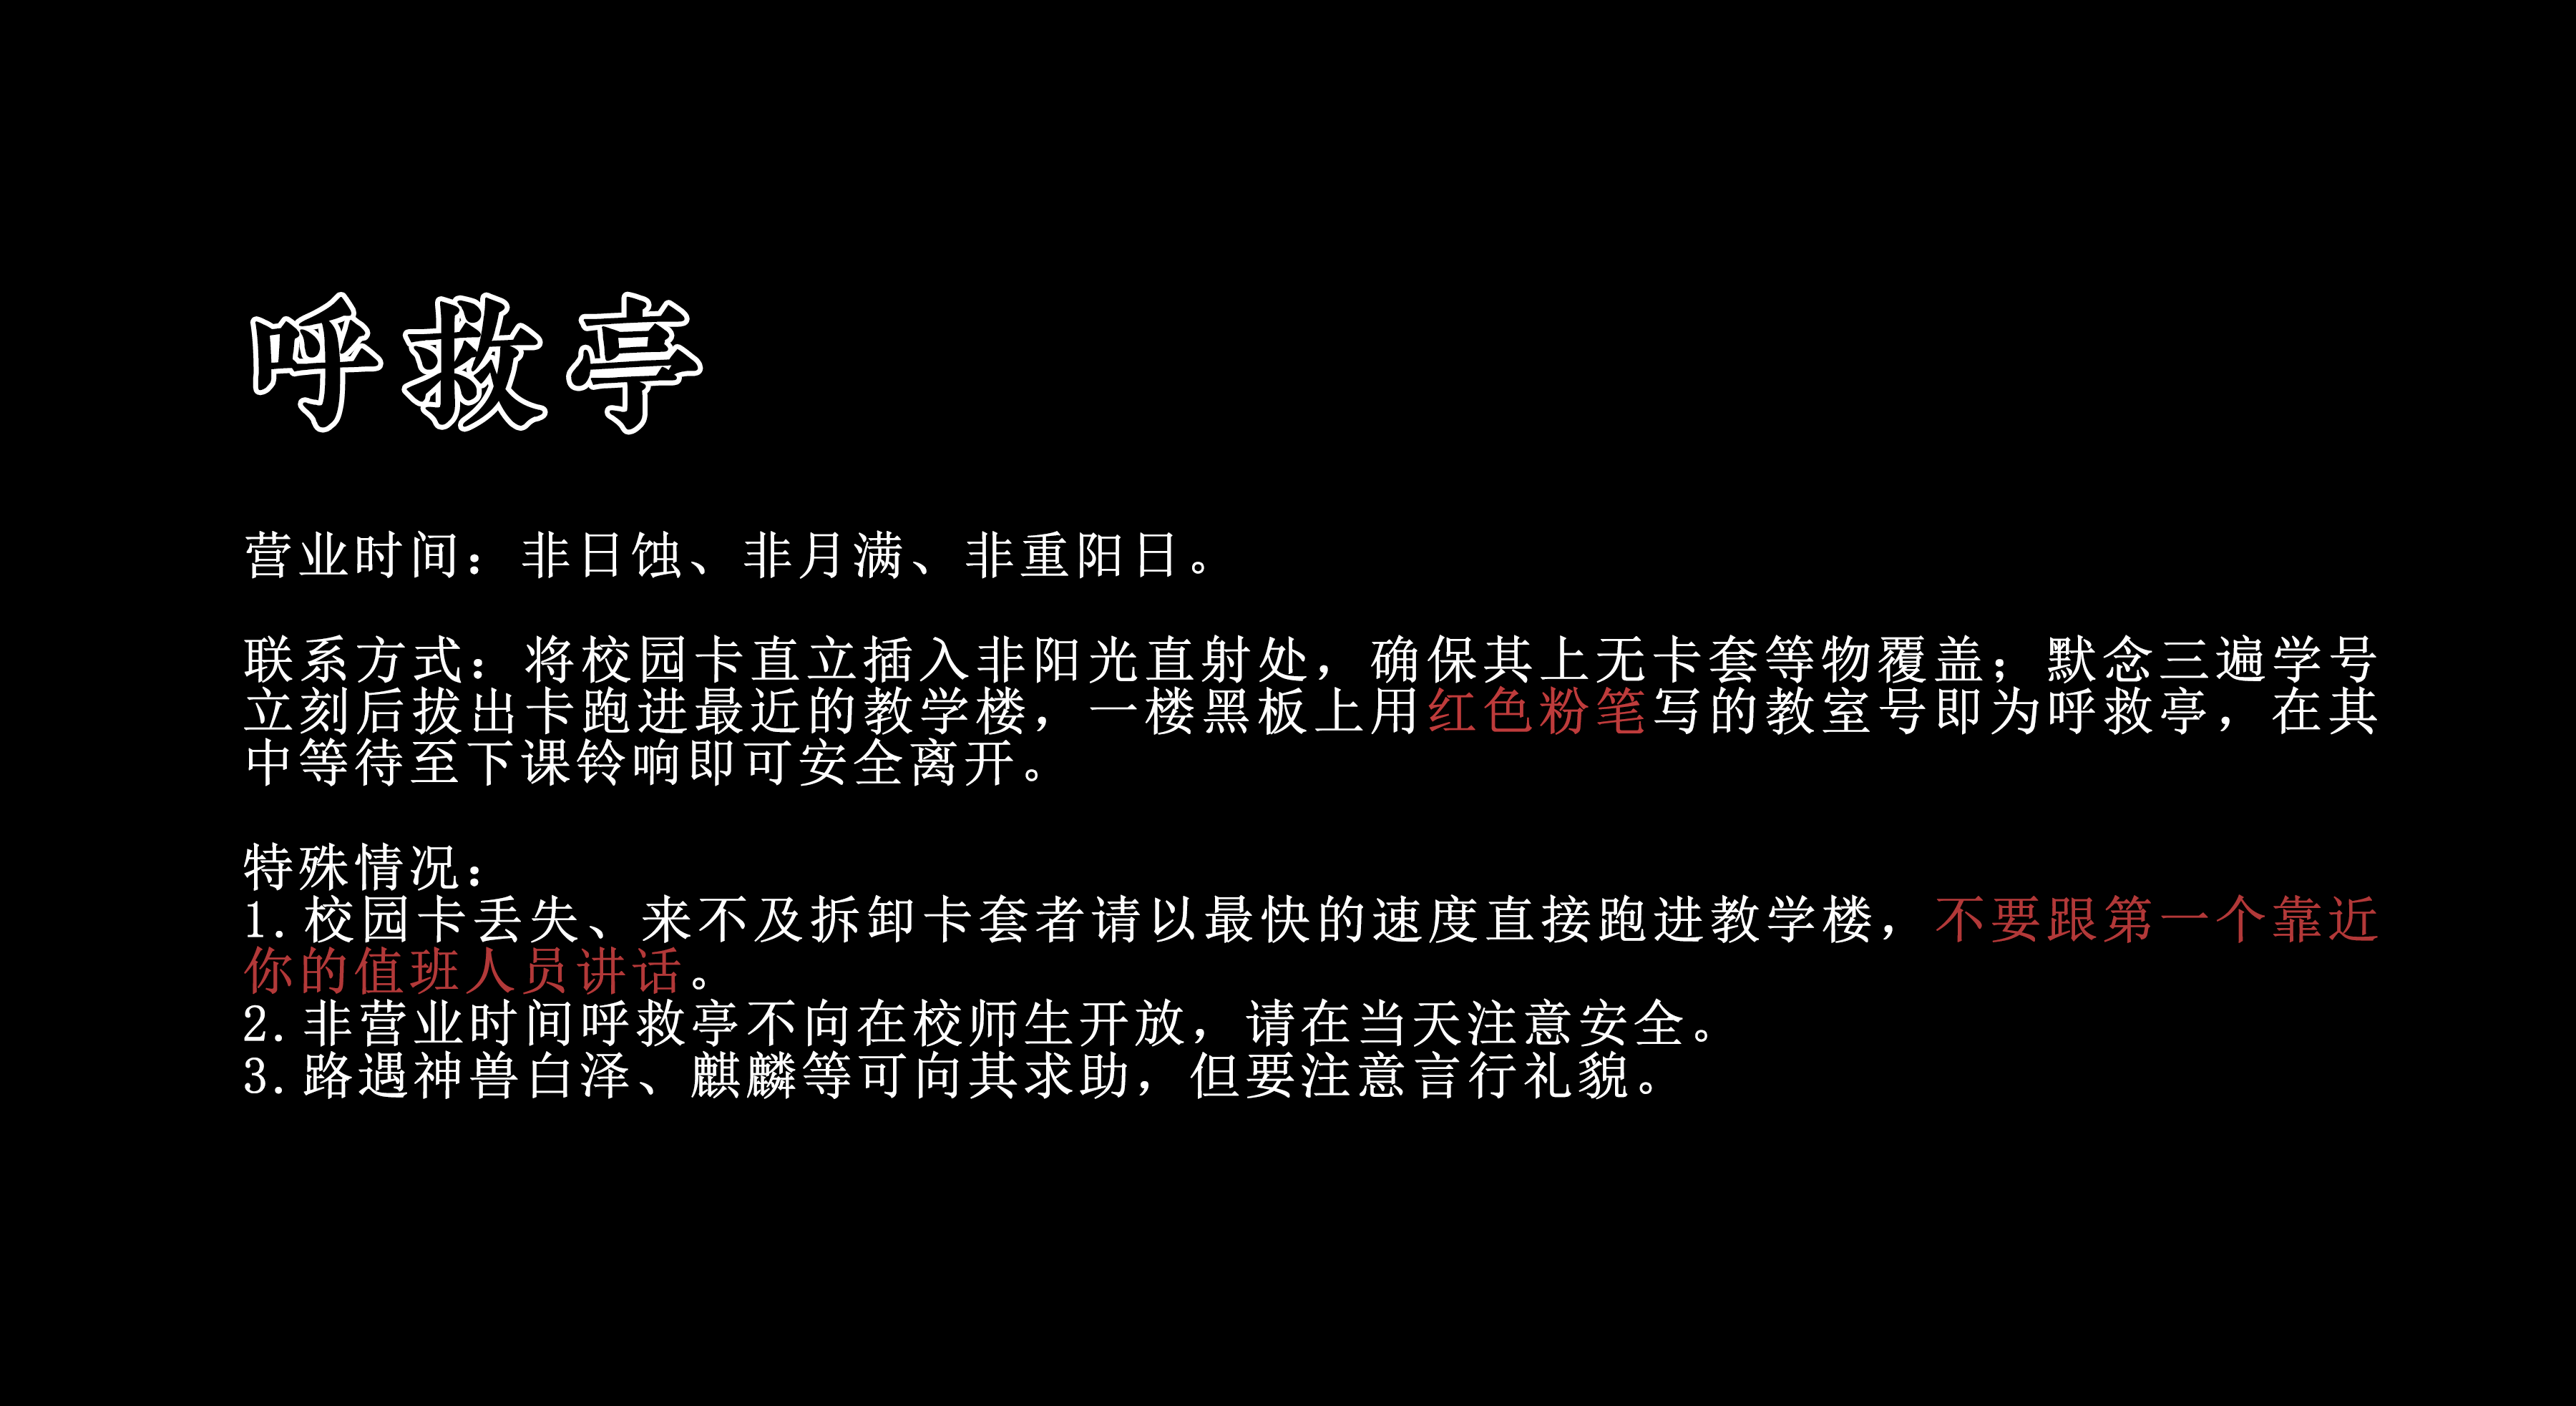 呼救亭
营业时间：非日蚀、非月满、非重阳日。
联系方式：将校园卡直立插入非阳光直射处，确保其上无卡套等物覆盖；默念三遍学号
立刻后拔出卡跑进最近的教学楼，一楼黑板上用红色粉笔写的教室号即为呼救亭，在其
中等待至下课铃响即可安全离开。
特殊情况：
1.校园卡丢失、来不及拆卸卡套者请以最快的速度直接跑进教学楼，不要跟第一个靠近
你的值班人员讲话。
2.非营业时间呼救亭不向在校师生开放，请在当天注意安全。
3.路遇神兽白泽、麒麟等可向其求助，但要注意言行礼貌。